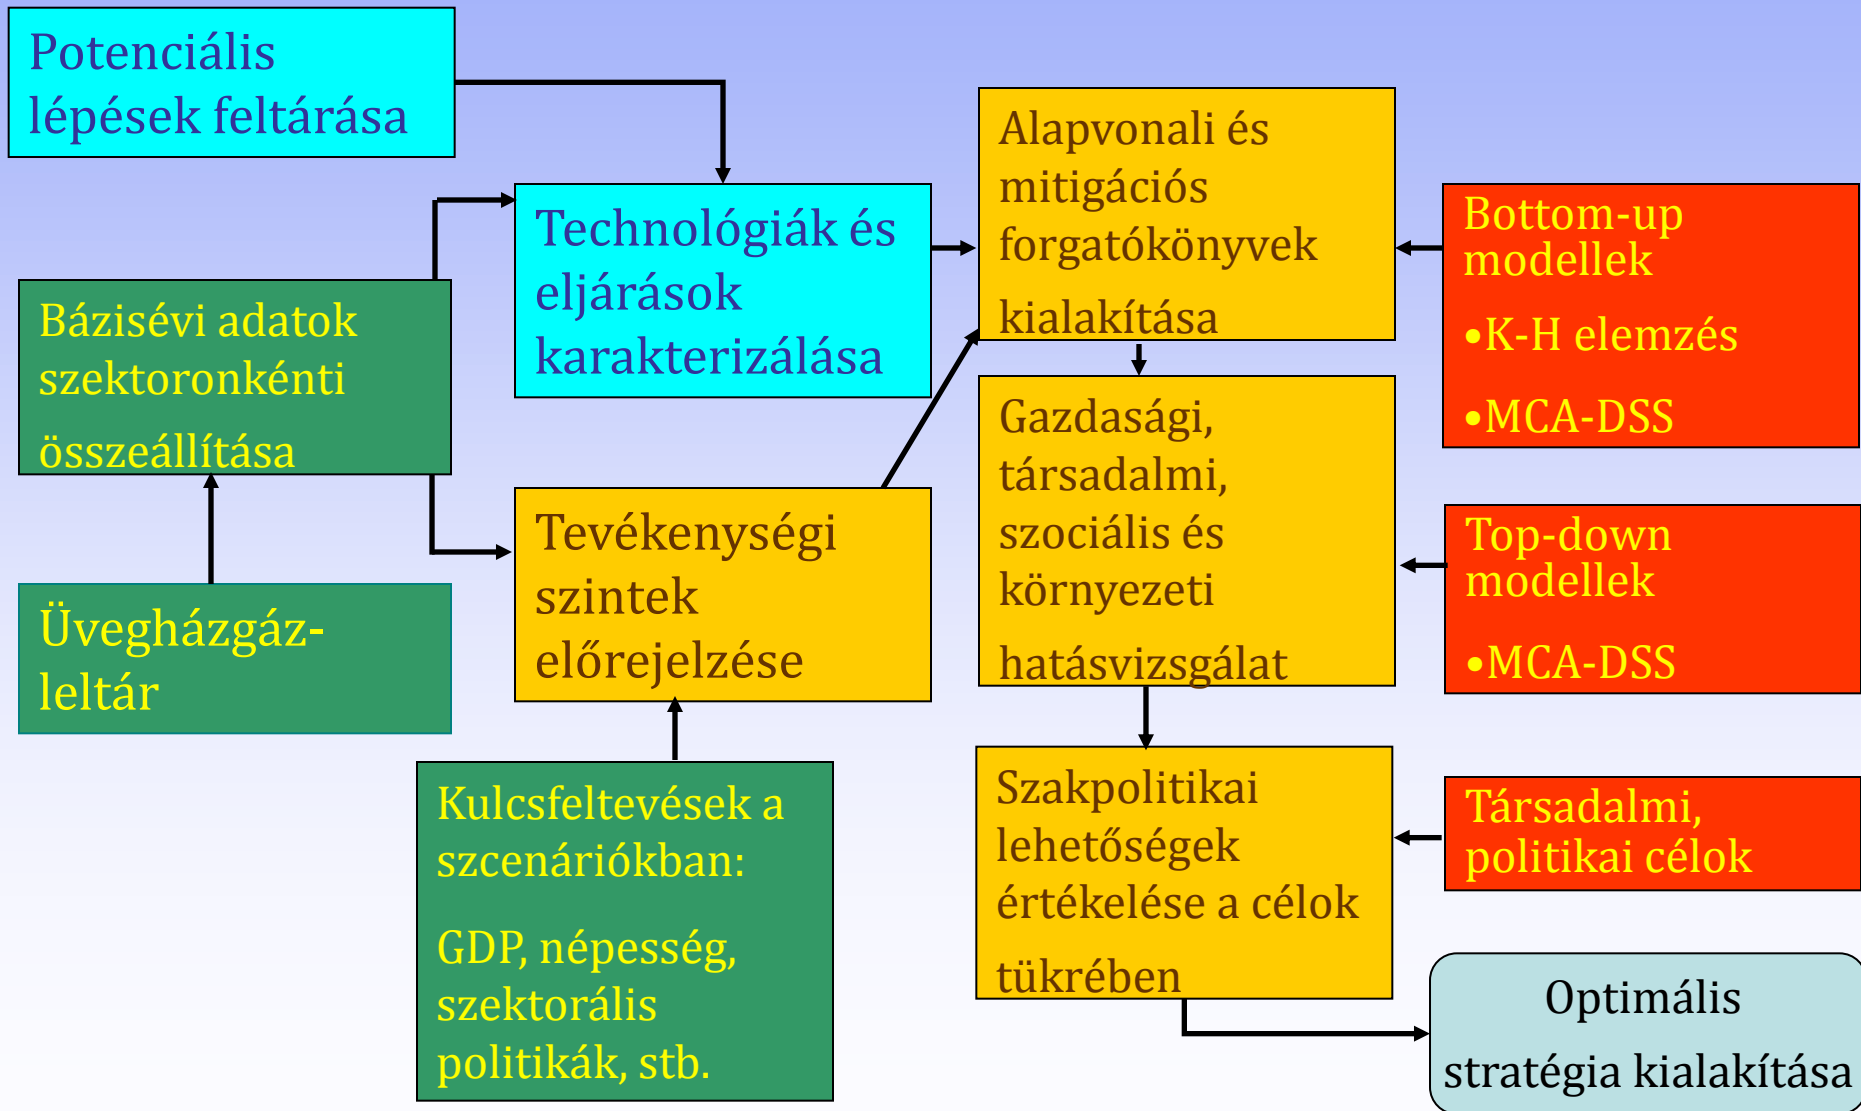 Potenciális
lépések feltárása
Technológiák és
eljárások
karakterizálása
Bázisévi adatok
szektoronkénti
összeállítása
Üvegházgáz-
leltár
Tevékenységi
szintek
előrejelzése
Kulcsfeltevések a
szcenáriókban:
GDP, népesség,
szektorális
politikák, stb.
Alapvonali és
mitigációs
forgatókönyvek
kialakítása
Gazdasági,
társadalmi,
szociális és
környezeti
hatásvizsgálat
Szakpolitikai
lehetőségek
értékelése a célok
tükrében
Bottom-up
modellek
•K-H elemzés
•MCA-DSS
Top-down
modellek
•MCA-DSS
Társadalmi,
politikai célok
Optimális
stratégia kialakítása